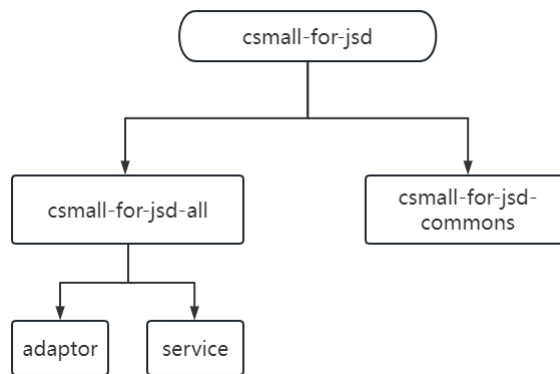 csmall-for-jsd
csmall-for-jsd-all
csmall-for-jsd-
commons
adaptor
service